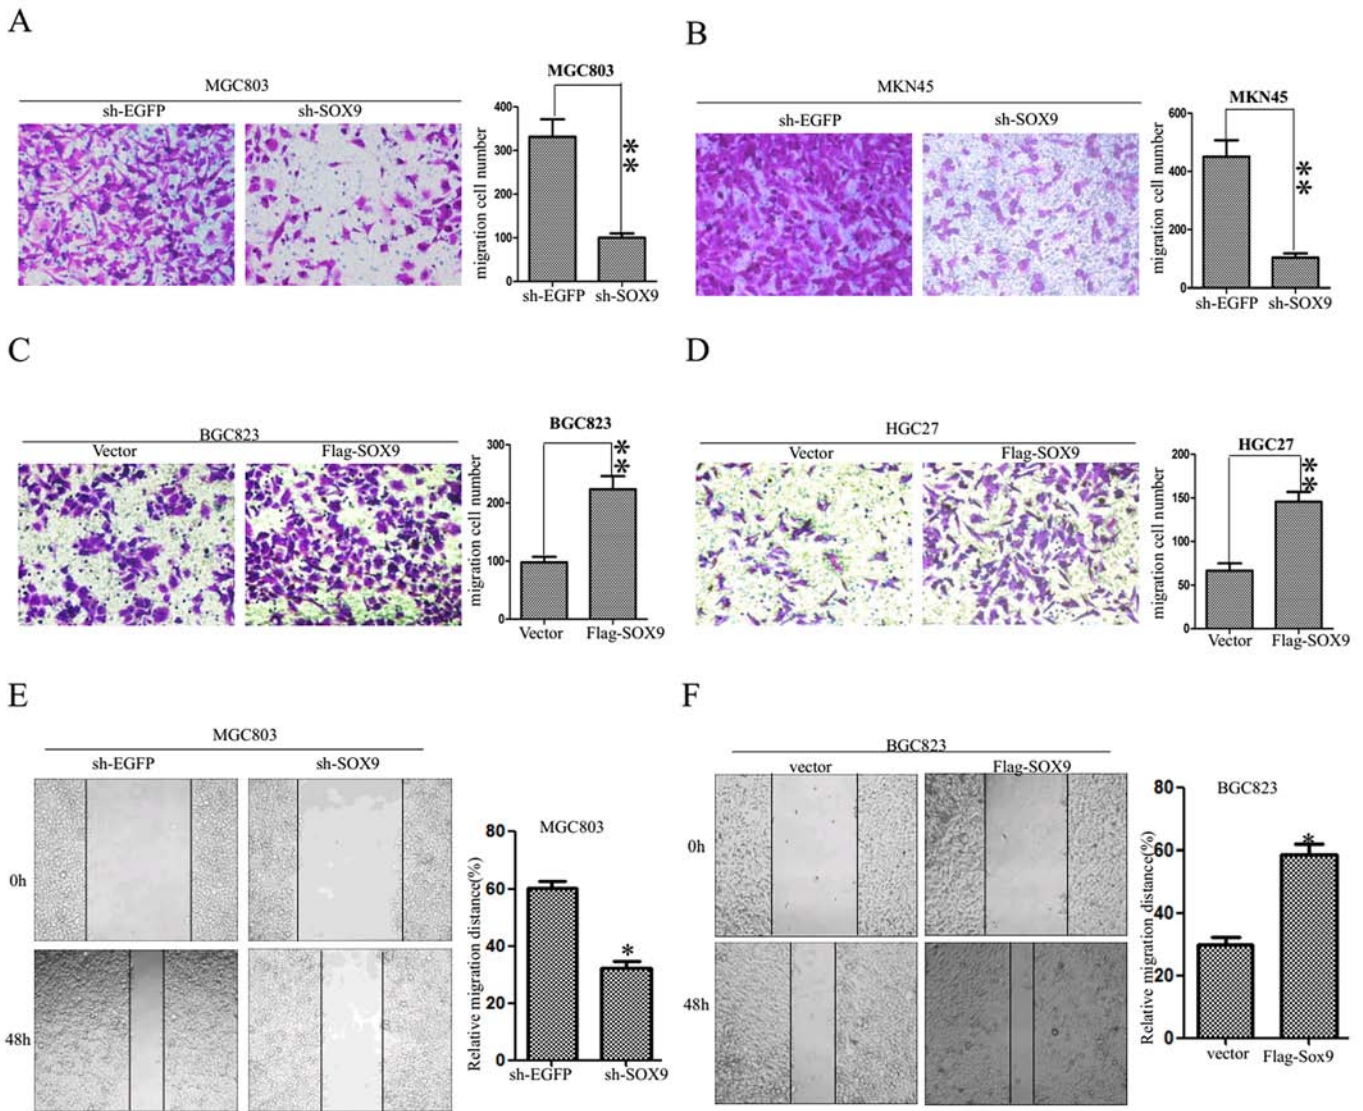 A
MGC803
sh-EGFP sh-SOX9
MGC803
migration cell number
400
300
200
100
0
**
sh-EGFP sh-SOX9
B
MKN45
sh-EGFP sh-SOX9
MKN45
migration cell number
600
400
200
0
**
sh-EGFP sh-SOX9
C
BGC823
Vector Flag-SOX9
BGC823
migration cell number
300
200
100
0
**
Vector Flag-SOX9
D
HGC27
Vector Flag-SOX9
HGC27
migration cell number
200
150
100
50
0
**
Vector Flag-SOX9
E
MGC803
sh-EGFP sh-SOX9
0h
48h
MGC803
Relative migration distance(%)
80
60
40
20
0
*
sh-EGFP sh-SOX9
F
BGC823
vector Flag-SOX9
0h
48h
BGC823
Relative migration distance(%)
80
60
40
20
0
*
vector Flag-Sox9